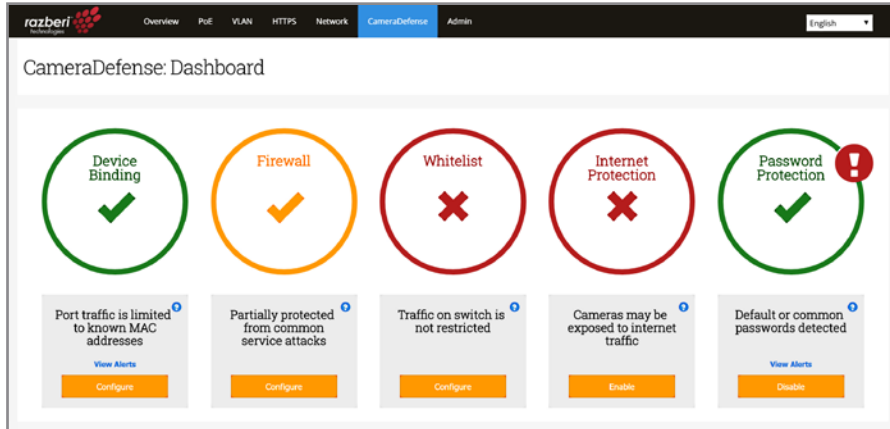 razberi
technologies
Overview PoE VLAN HTTPS Network CameraDefense Admin
English
CameraDefense: Dashboard
Device
Binding
Firewall
Whitelist
Internet
Protection
Password
Protection
!
Port traffic is limited
to known MAC
addresses
View Alerts
Configure
Partially protected
from common
service attacks
Configure
Traffic on switch is
not restricted
Configure
Cameras may be
exposed to internet
traffic
Enable
Default or common
passwords detected
View Alerts
Disable